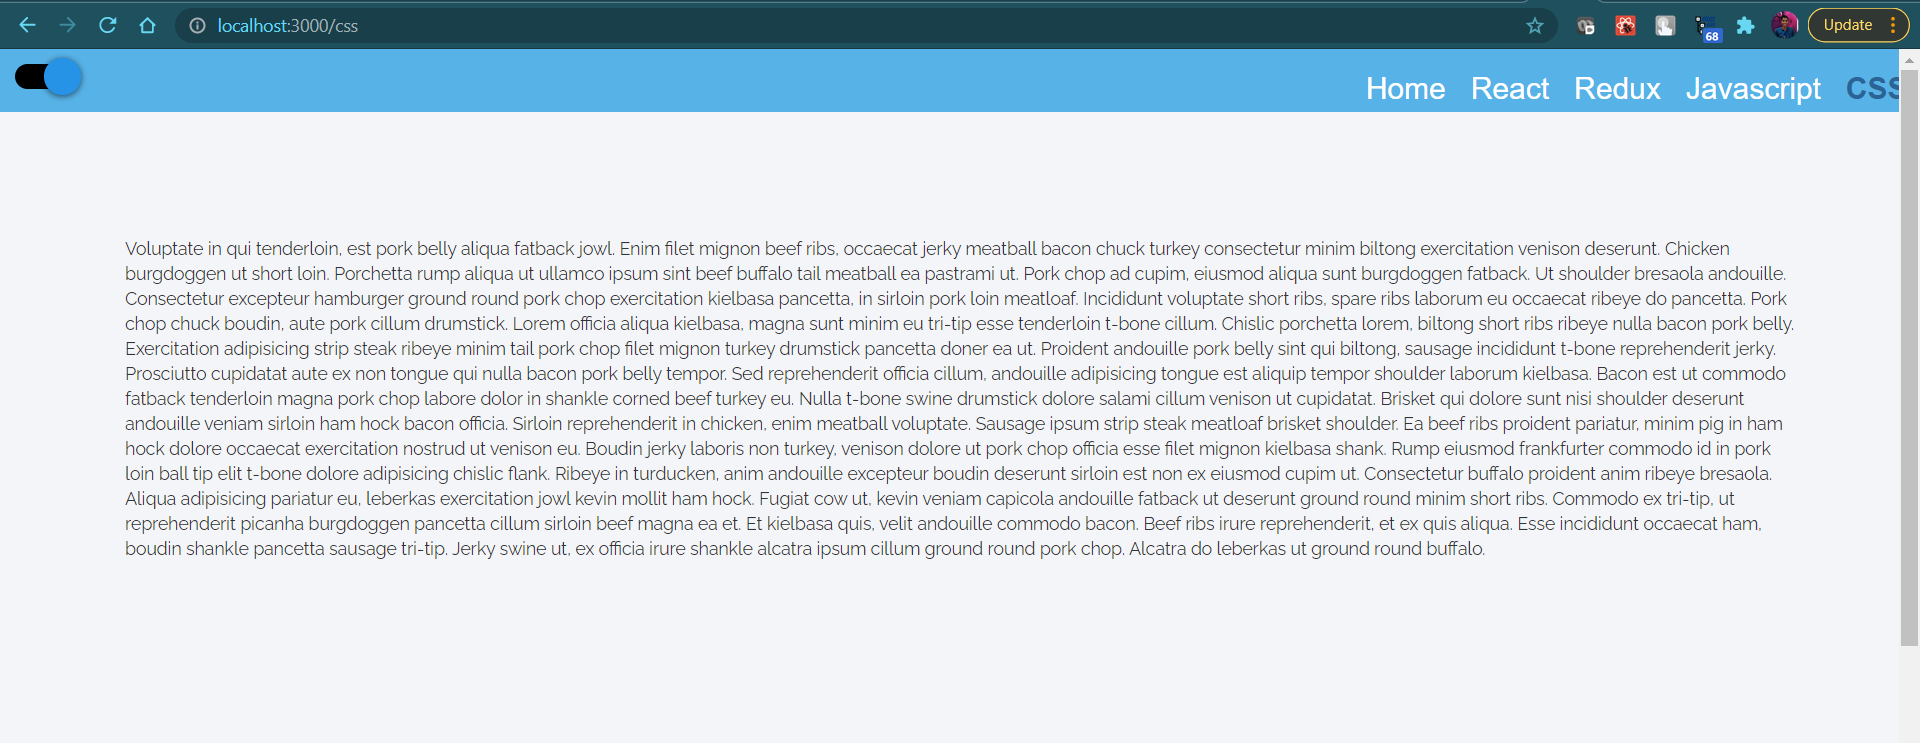 localhost:3000/css
68
Update
Home React Redux Javascript CSS
Voluptate in qui tenderloin, est pork belly aliqua fatback jowl. Enim filet mignon beef ribs, occaecat jerky meatball bacon chuck turkey consectetur minim biltong exercitation venison deserunt. Chicken
burgdoggen ut short loin. Porchetta rump aliqua ut ullamco ipsum sint beef buffalo tail meatball ea pastrami ut. Pork chop ad cupim, eiusmod aliqua sunt burgdoggen fatback. Ut shoulder bresaola andouille.
Consectetur excepteur hamburger ground round pork chop exercitation kielbasa pancetta, in sirloin pork loin meatloaf. Incididunt voluptate short ribs, spare ribs laborum eu occaecat ribeye do pancetta. Pork
chop chuck boudin, aute pork cillum drumstick. Lorem officia aliqua kielbasa, magna sunt minim eu tri-tip esse tenderloin t-bone cillum. Chislic porchetta lorem, biltong short ribs ribeye nulla bacon pork belly.
Exercitation adipisicing strip steak ribeye minim tail pork chop filet mignon turkey drumstick pancetta doner ea ut. Proident andouille pork belly sint qui biltong, sausage incididunt t-bone reprehenderit jerky.
Prosciutto cupidatat aute ex non tongue qui nulla bacon pork belly tempor. Sed reprehenderit officia cillum, andouille adipisicing tongue est aliquip tempor shoulder laborum kielbasa. Bacon est ut commodo
fatback tenderloin magna pork chop labore dolor in shankle corned beef turkey eu. Nulla t-bone swine drumstick dolore salami cillum venison ut cupidatat. Brisket qui dolore sunt nisi shoulder deserunt
andouille veniam sirloin ham hock bacon officia. Sirloin reprehenderit in chicken, enim meatball voluptate. Sausage ipsum strip steak meatloaf brisket shoulder. Ea beef ribs proident pariatur, minim pig in ham
hock dolore occaecat exercitation nostrud ut venison eu. Boudin jerky laboris non turkey, venison dolore ut pork chop officia esse filet mignon kielbasa shank. Rump eiusmod frankfurter commodo id in pork
loin ball tip elit t-bone dolore adipisicing chislic flank. Ribeye in turducken, anim andouille excepteur boudin deserunt sirloin est non ex eiusmod cupim ut. Consectetur buffalo proident anim ribeye bresaola.
Aliqua adipisicing pariatur eu, leberkas exercitation jowl kevin mollit ham hock. Fugiat cow ut, kevin veniam capicola andouille fatback ut deserunt ground round minim short ribs. Commodo ex tri-tip, ut
reprehenderit picanha burgdoggen pancetta cillum sirloin beef magna ea et. Et kielbasa quis, velit andouille commodo bacon. Beef ribs irure reprehenderit, et ex quis aliqua. Esse incididunt occaecat ham,
boudin shankle pancetta sausage tri-tip. Jerky swine ut, ex officia irure shankle alcatra ipsum cillum ground round pork chop. Alcatra do leberkas ut ground round buffalo.